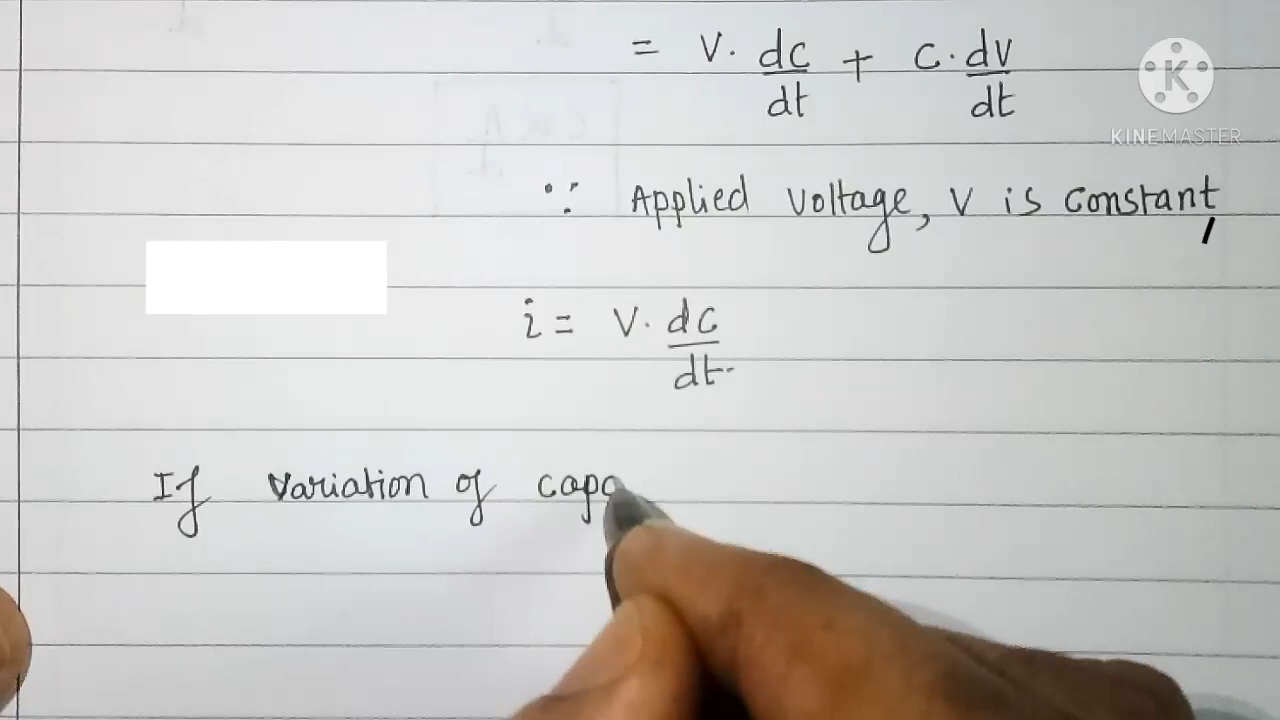 = V. dc/dt + C. dv/dt
K
KINEMASTER
∵ Applied Voltage, V is constant,
i = V. dc/dt.
If Variation of capa